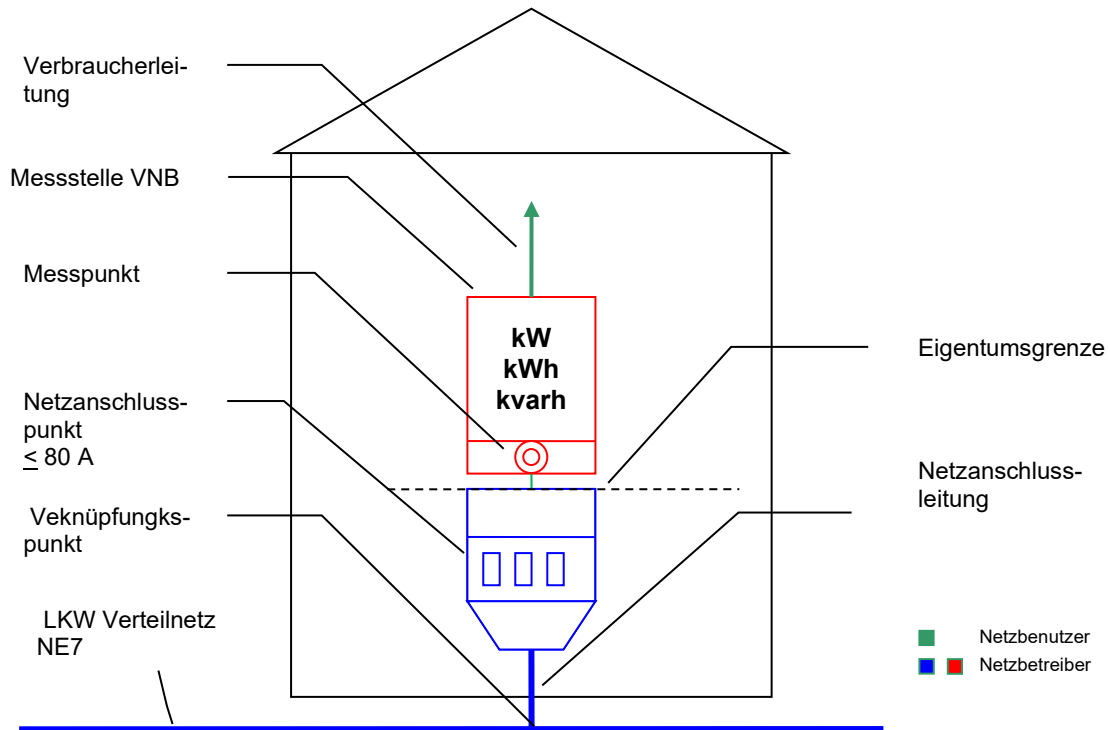 Verbraucherlei-
tung
Messstelle VNB
Messpunkt
Netzanschluss-
punkt
≤ 80 A
Veknüpfungks-
punkt
LKW Verteilnetz
NE7
kW
kWh
kvarh
Eigentumsgrenze
Netzanschluss-
leitung
Netzbenutzer
Netzbetreiber